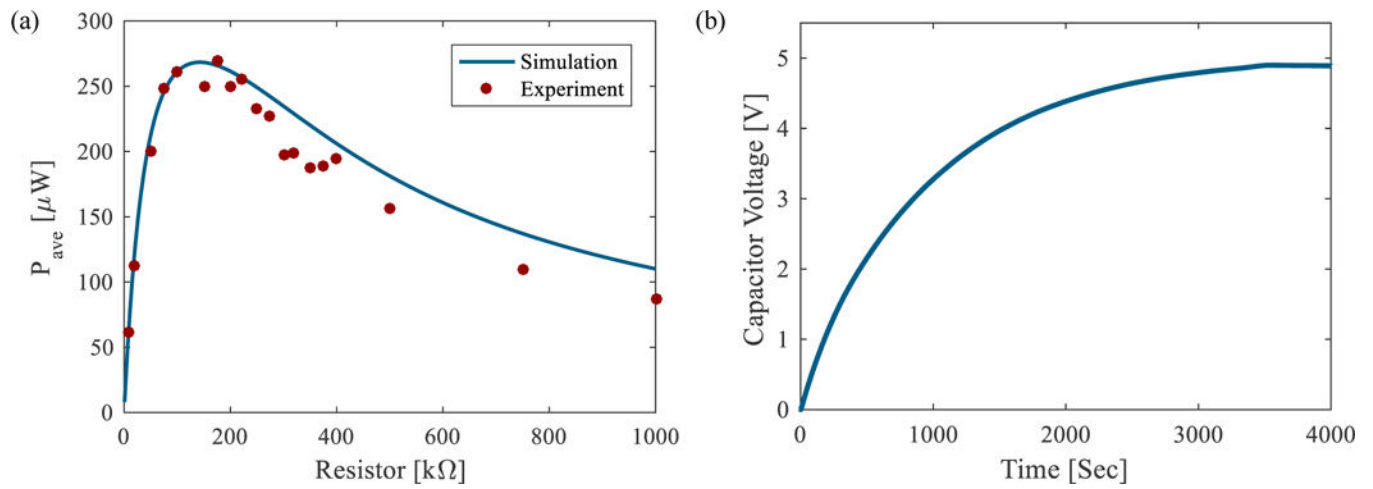 (a)
300
250
200
150
100
50
0
P_ave [μW]
Simulation
Experiment
0 200 400 600 800 1000
Resistor [kΩ]
(b)
5
4
3
2
1
0
Capacitor Voltage [V]
0 1000 2000 3000 4000
Time [Sec]